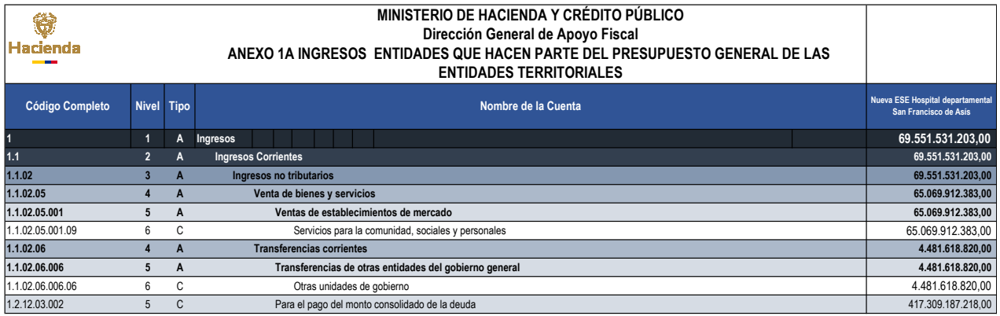 Hacienda
MINISTERIO DE HACIENDA Y CRÉDITO PÚBLICO
Dirección General de Apoyo Fiscal
ANEXO 1A INGRESOS ENTIDADES QUE HACEN PARTE DEL PRESUPUESTO GENERAL DE LAS
ENTIDADES TERRITORIALES
Código Completo Nivel Tipo Nombre de la Cuenta Nueva ESE Hospital departamental
San Francisco de Asís
1 1 A Ingresos 69.551.531.203,00
1.1 2 A Ingresos Corrientes 69.551.531.203,00
1.1.02 3 A Ingresos no tributarios 69.551.531.203,00
1.1.02.05 4 A Venta de bienes y servicios 65.069.912.383,00
1.1.02.05.001 5 A Ventas de establecimientos de mercado 65.069.912.383,00
1.1.02.05.001.09 6 C Servicios para la comunidad, sociales y personales 65.069.912.383,00
1.1.02.06 4 A Transferencias corrientes 4.481.618.820,00
1.1.02.06.006 5 A Transferencias de otras entidades del gobierno general 4.481.618.820,00
1.1.02.06.006.06 6 C Otras unidades de gobierno 4.481.618.820,00
1.2.12.03.002 5 C Para el pago del monto consolidado de la deuda 417.309.187.218,00